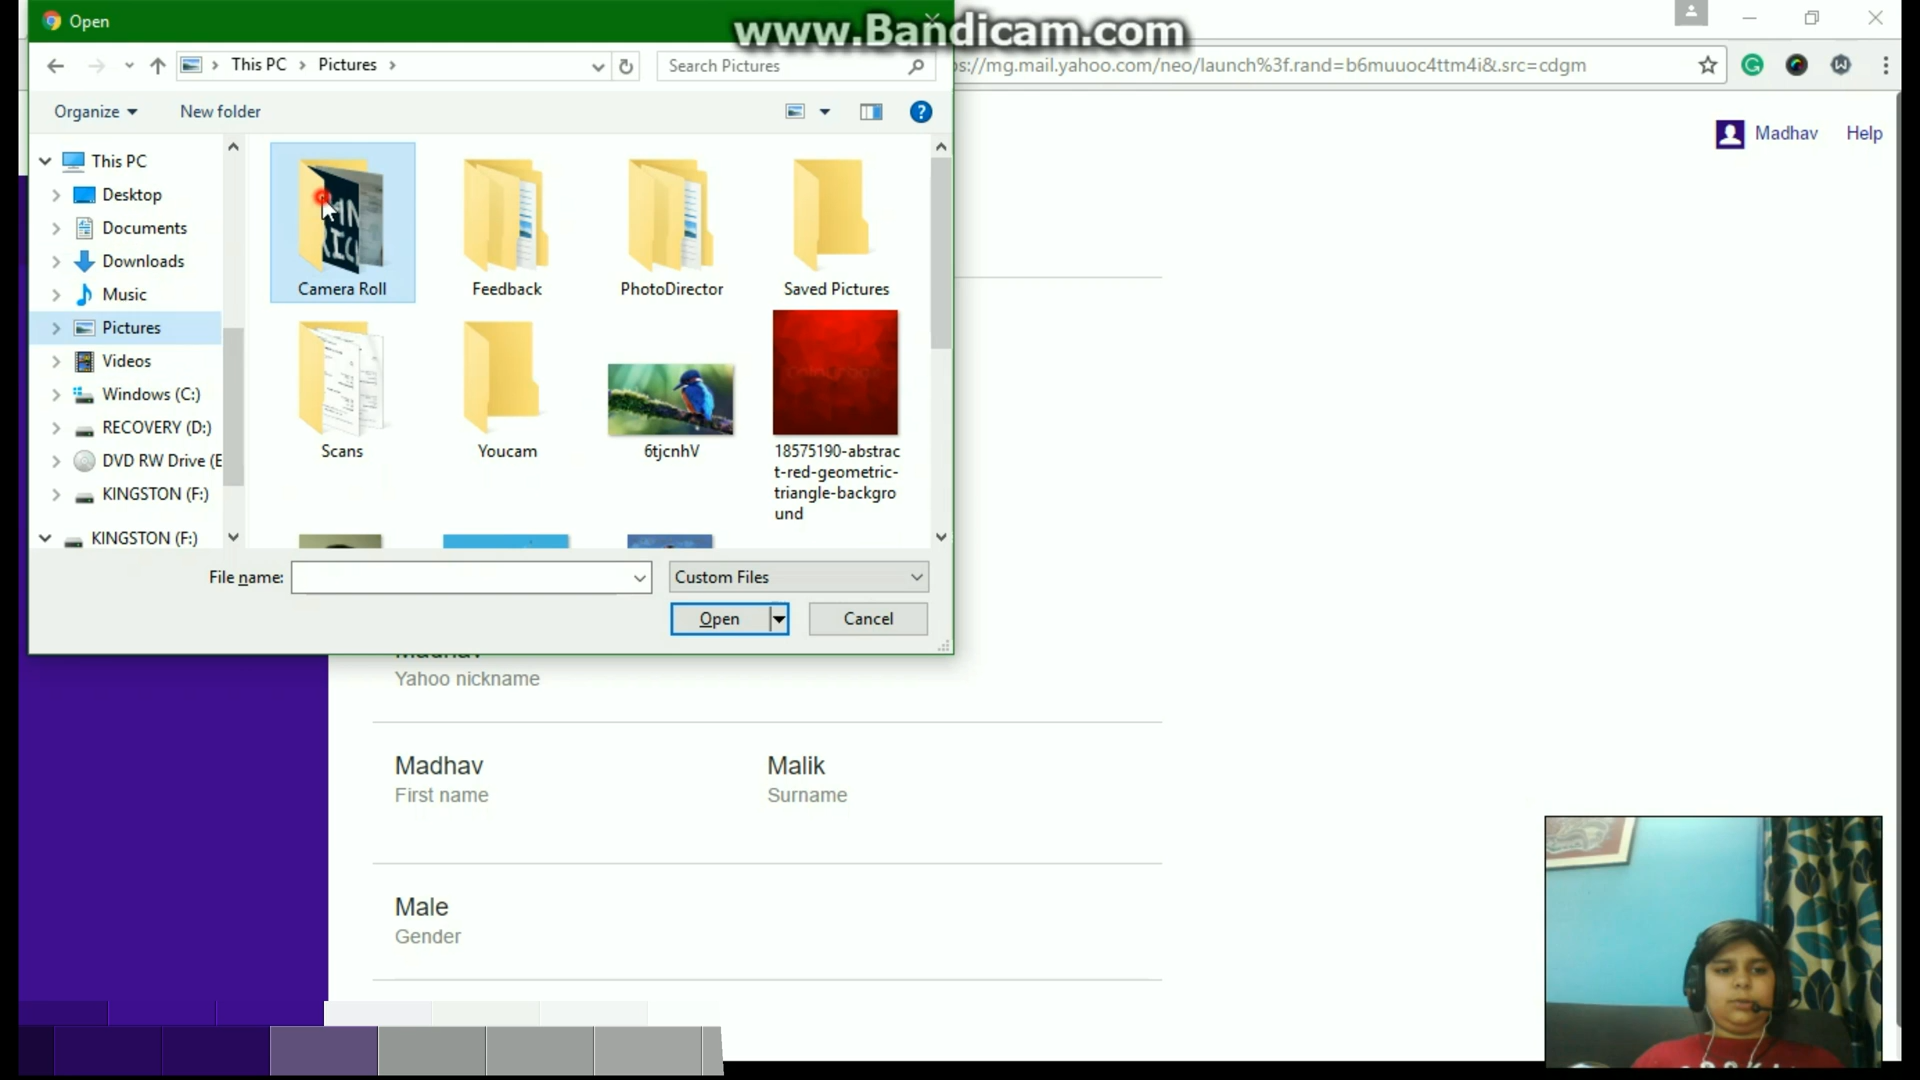 Open
www.Bandicam.com
This PC
Pictures
Search Pictures
ps://mg.mail.yahoo.com/neo/launch%3f.rand=b6muuoc4ttm4i&.src=cdgm
Organize
New folder
Madhav
Help
This PC
Desktop
Documents
Downloads
Music
Pictures
Videos
Windows (C:)
RECOVERY (D:)
DVD RW Drive (E
KINGSTON (F:)
KINGSTON (F:)
Camera Roll
Feedback
PhotoDirector
Saved Pictures
Scans
Youcam
6tjcnhV
18575190-abstrac
t-red-geometric-
triangle-backgro
und
File name:
Custom Files
Open
Cancel
Madhav
Yahoo nickname
Madhav
First name
Malik
Surname
Male
Gender